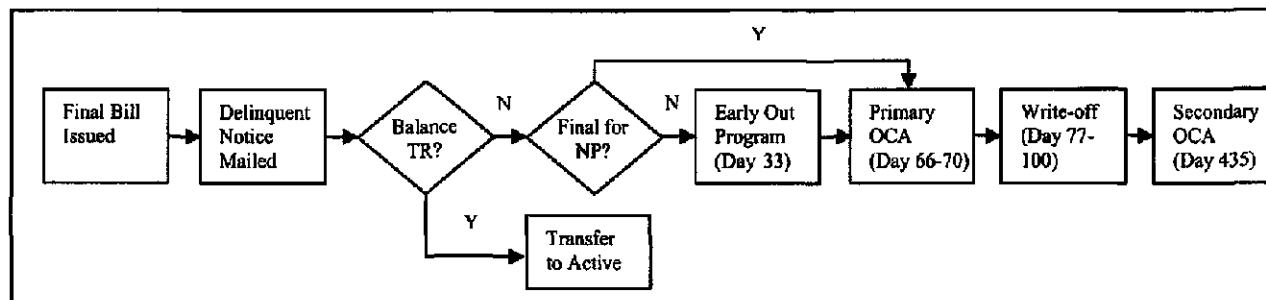 Final Bill
Issued
Delinquent
Notice
Mailed
Balance
TR?
N
Y
Final for
NP?
N
Y
Early Out
Program
(Day 33)
Primary
OCA
(Day 66-70)
Write-off
(Day 77-
100)
Secondary
OCA
(Day 435)
Transfer
to Active